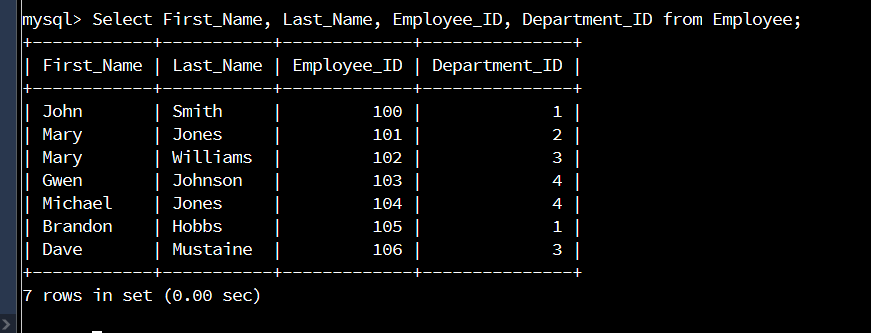 mysql> Select First_Name, Last_Name, Employee_ID, Department_ID from Employee;
+------------+-----------+-------------+---------------+
| First_Name | Last_Name | Employee_ID | Department_ID |
+------------+-----------+-------------+---------------+
| John       | Smith     |         100 |             1 |
| Mary       | Jones     |         101 |             2 |
| Mary       | Williams  |         102 |             3 |
| Gwen       | Johnson   |         103 |             4 |
| Michael    | Jones     |         104 |             4 |
| Brandon    | Hobbs     |         105 |             1 |
| Dave       | Mustaine  |         106 |             3 |
+------------+-----------+-------------+---------------+
7 rows in set (0.00 sec)